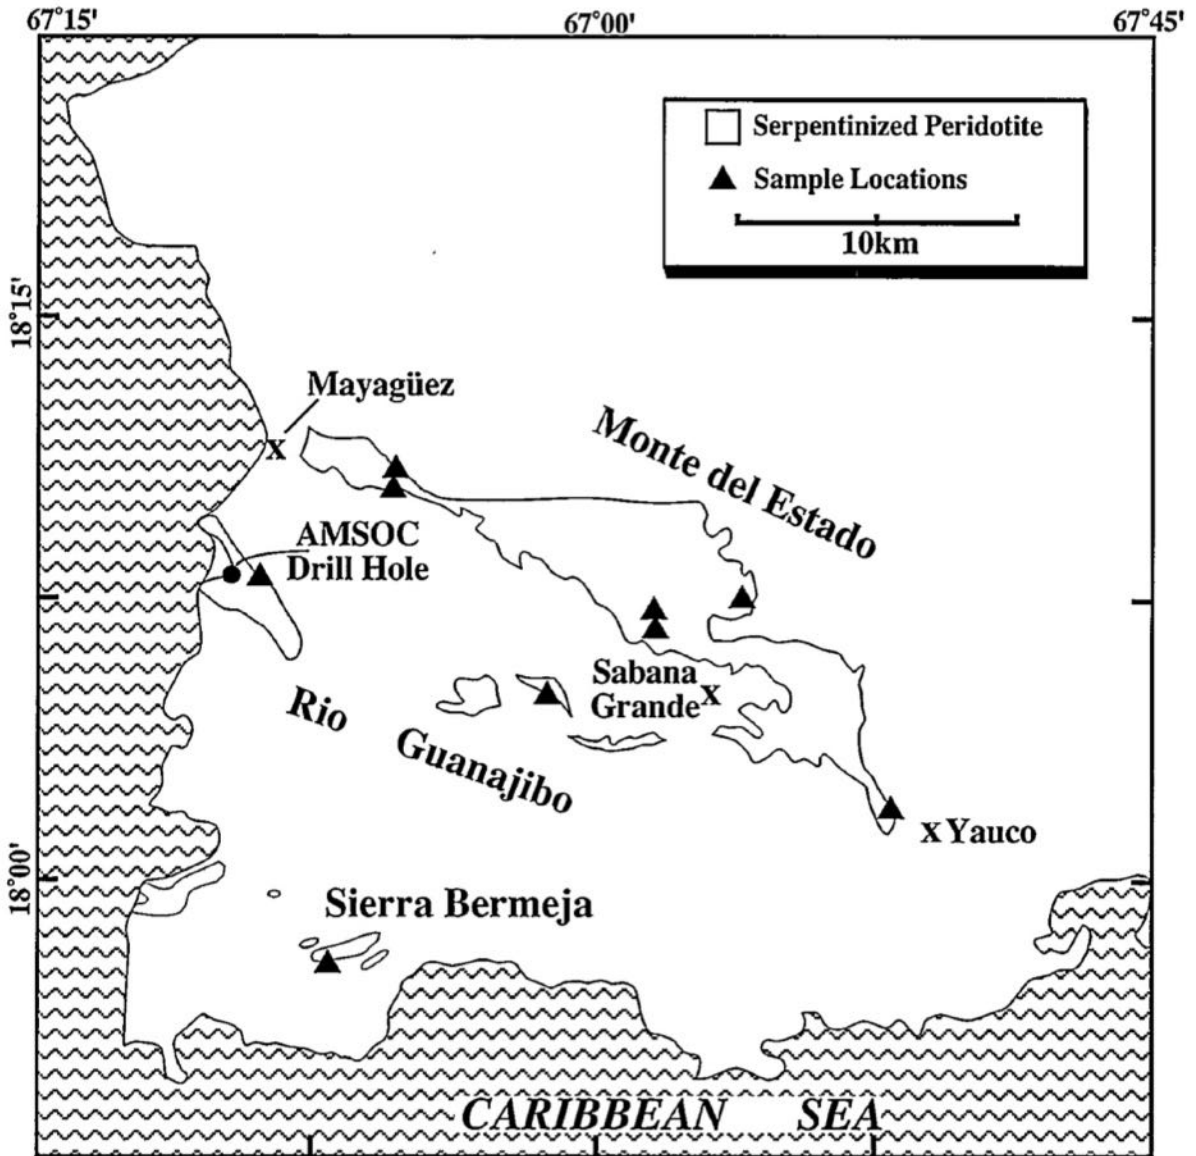 67°15'
67°00'
67°45'
Serpentinized Peridotite
Sample Locations
10km
18°15'
Mayagüez
X
Monte del Estado
AMSOC
Drill Hole
Sabana
Grande X
Rio
Guanajibo
X Yauco
18°00'
Sierra Bermeja
CARIBBEAN SEA